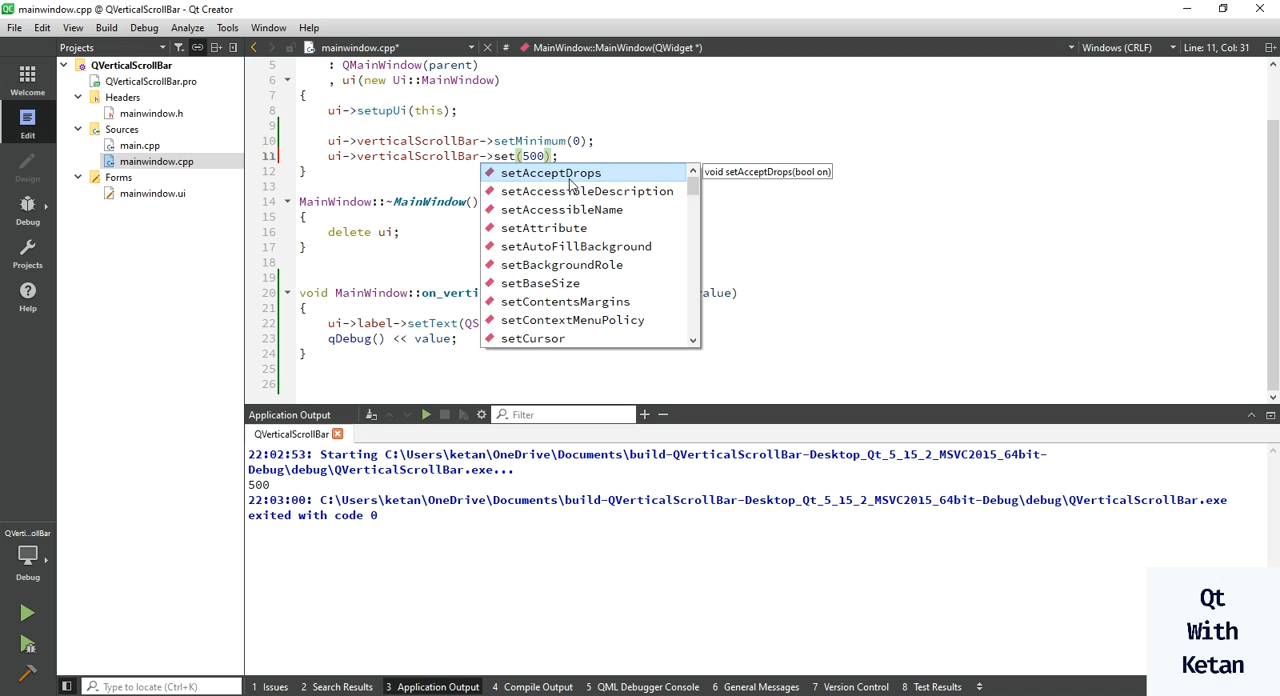 mainwindow.cpp @ QVerticalScrollBar - Qt Creator
File Edit View Build Debug Analyze Tools Window Help
Projects
mainwindow.cpp*
# MainWindow::MainWindow(QWidget *)
Windows (CRLF)
Line: 11, Col: 31
Welcome
Edit
Design
Debug
Projects
Help
QVerticalScrollBar
QVerticalScrollBar.pro
Headers
mainwindow.h
Sources
main.cpp
mainwindow.cpp
Forms
mainwindow.ui
5 : QMainWindow(parent)
6 , ui(new Ui::MainWindow)
7 {
8 ui->setupUi(this);
9
10 ui->verticalScrollBar->setMinimum(0);
11 ui->verticalScrollBar->set(500);
12 }
13
14 MainWindow::~MainWindow()
15 {
16 delete ui;
17 }
18
19
20 void MainWindow::on_verti alue)
21 {
22 ui->label->setText(QS
23 qDebug() << value;
24 }
25
26
setAcceptDrops
setAccessibleDescription
setAccessibleName
setAttribute
setAutoFillBackground
setBackgroundRole
setBaseSize
setContentsMargins
setContextMenuPolicy
setCursor
void setAcceptDrops(bool on)
Application Output
Filter
QVerticalScrollBar
22:02:53: Starting C:\Users\ketan\OneDrive\Documents\build-QVerticalScrollBar-Desktop_Qt_5_15_2_MSVC2015_64bit-
Debug\debug\QVerticalScrollBar.exe...
500
22:03:00: C:\Users\ketan\OneDrive\Documents\build-QVerticalScrollBar-Desktop_Qt_5_15_2_MSVC2015_64bit-Debug\debug\QVerticalScrollBar.exe
exited with code 0
QVerti...ollBar
Debug
Type to locate (Ctrl+K)
1 Issues 2 Search Results 3 Application Output 4 Compile Output 5 QML Debugger Console 6 General Messages 7 Version Control 8 Test Results
Qt
With
Ketan